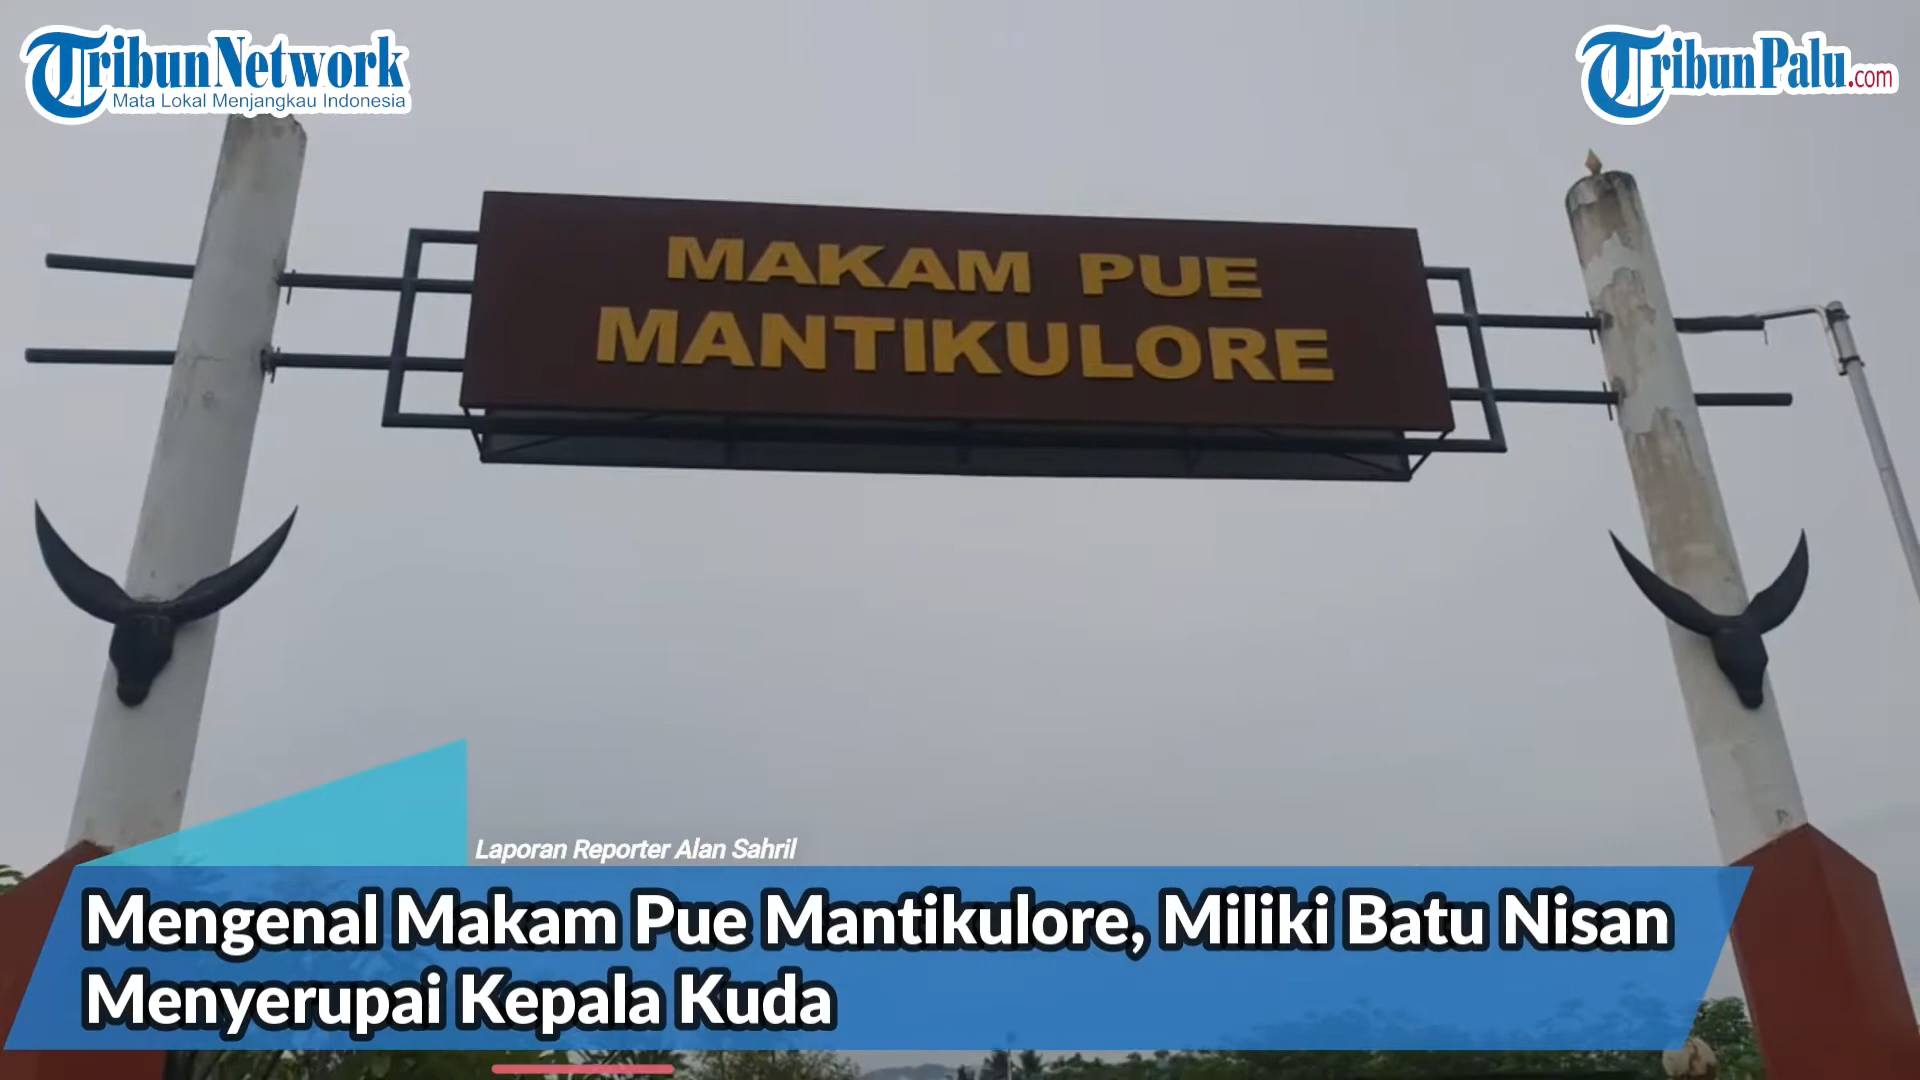 TribunNetwork
Mata Lokal Menjangkau Indonesia
TribunPalu.com
MAKAM PUE
MANTIKULORE
Laporan Reporter Alan Sahril
Mengenal Makam Pue Mantikulore, Miliki Batu Nisan
Menyerupai Kepala Kuda